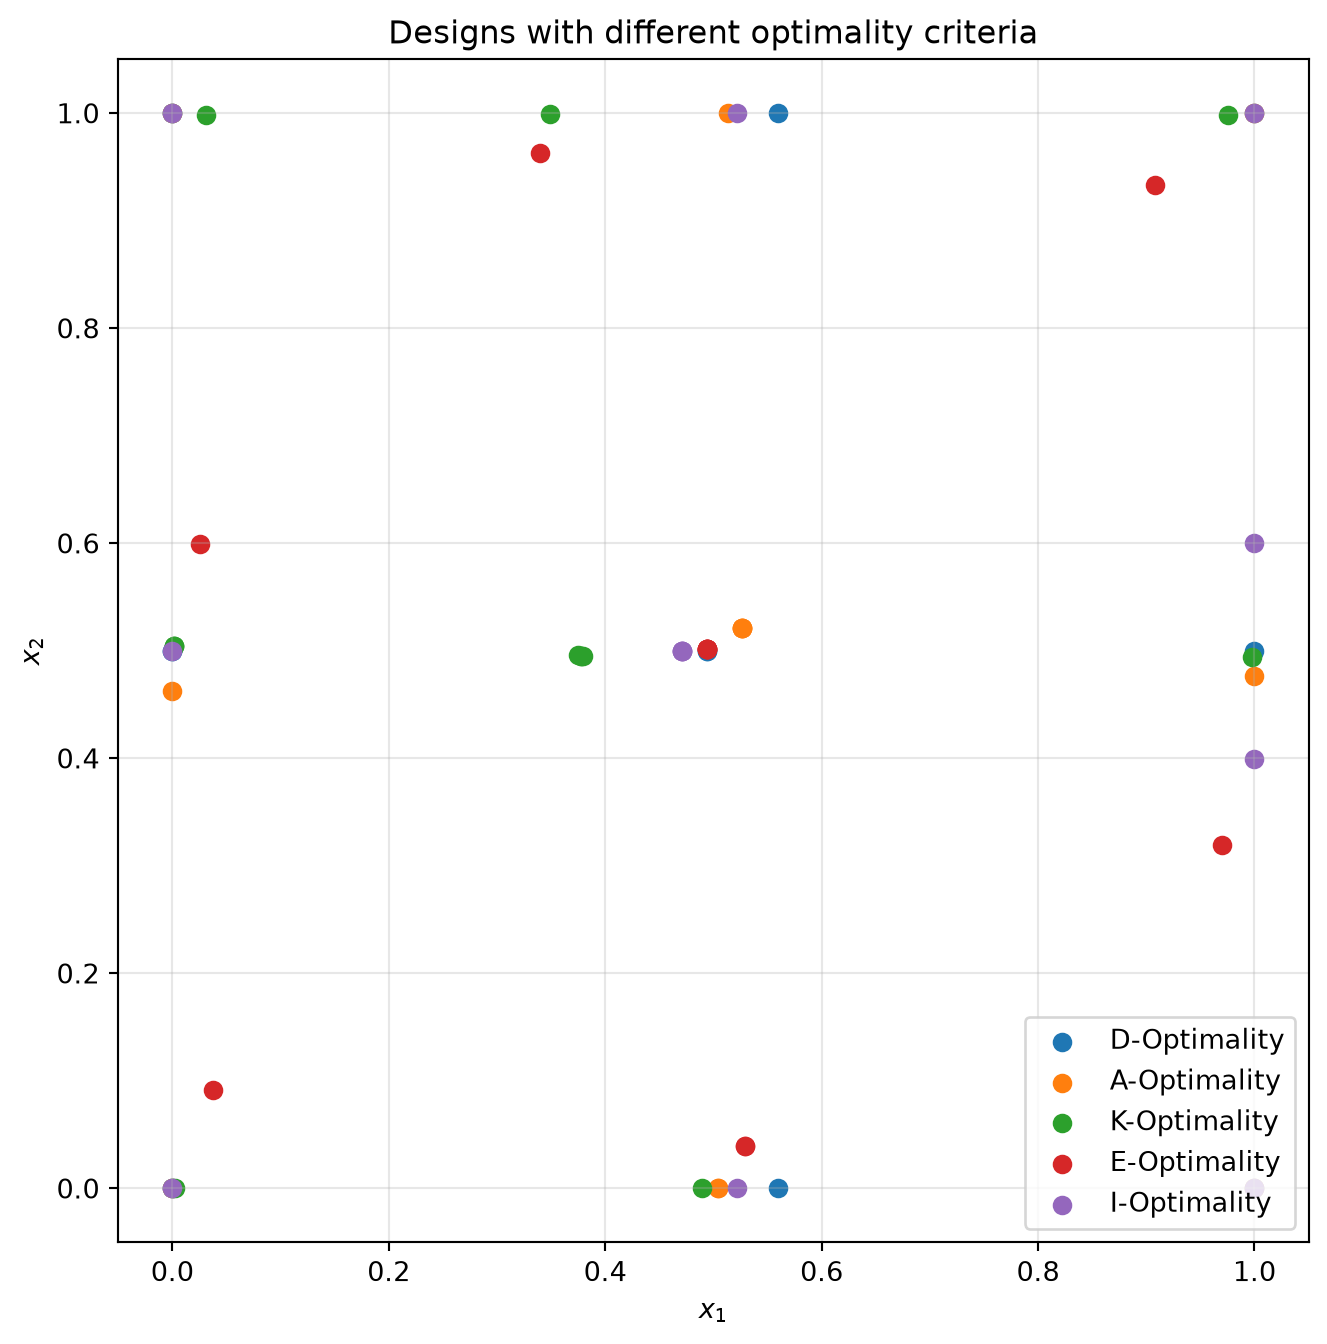 Designs with different optimality criteria
1.0
0.8
0.6
0.4
0.2
0.0
x₂
D-Optimality
A-Optimality
K-Optimality
E-Optimality
I-Optimality
0.0 0.2 0.4 0.6 0.8 1.0
x₁